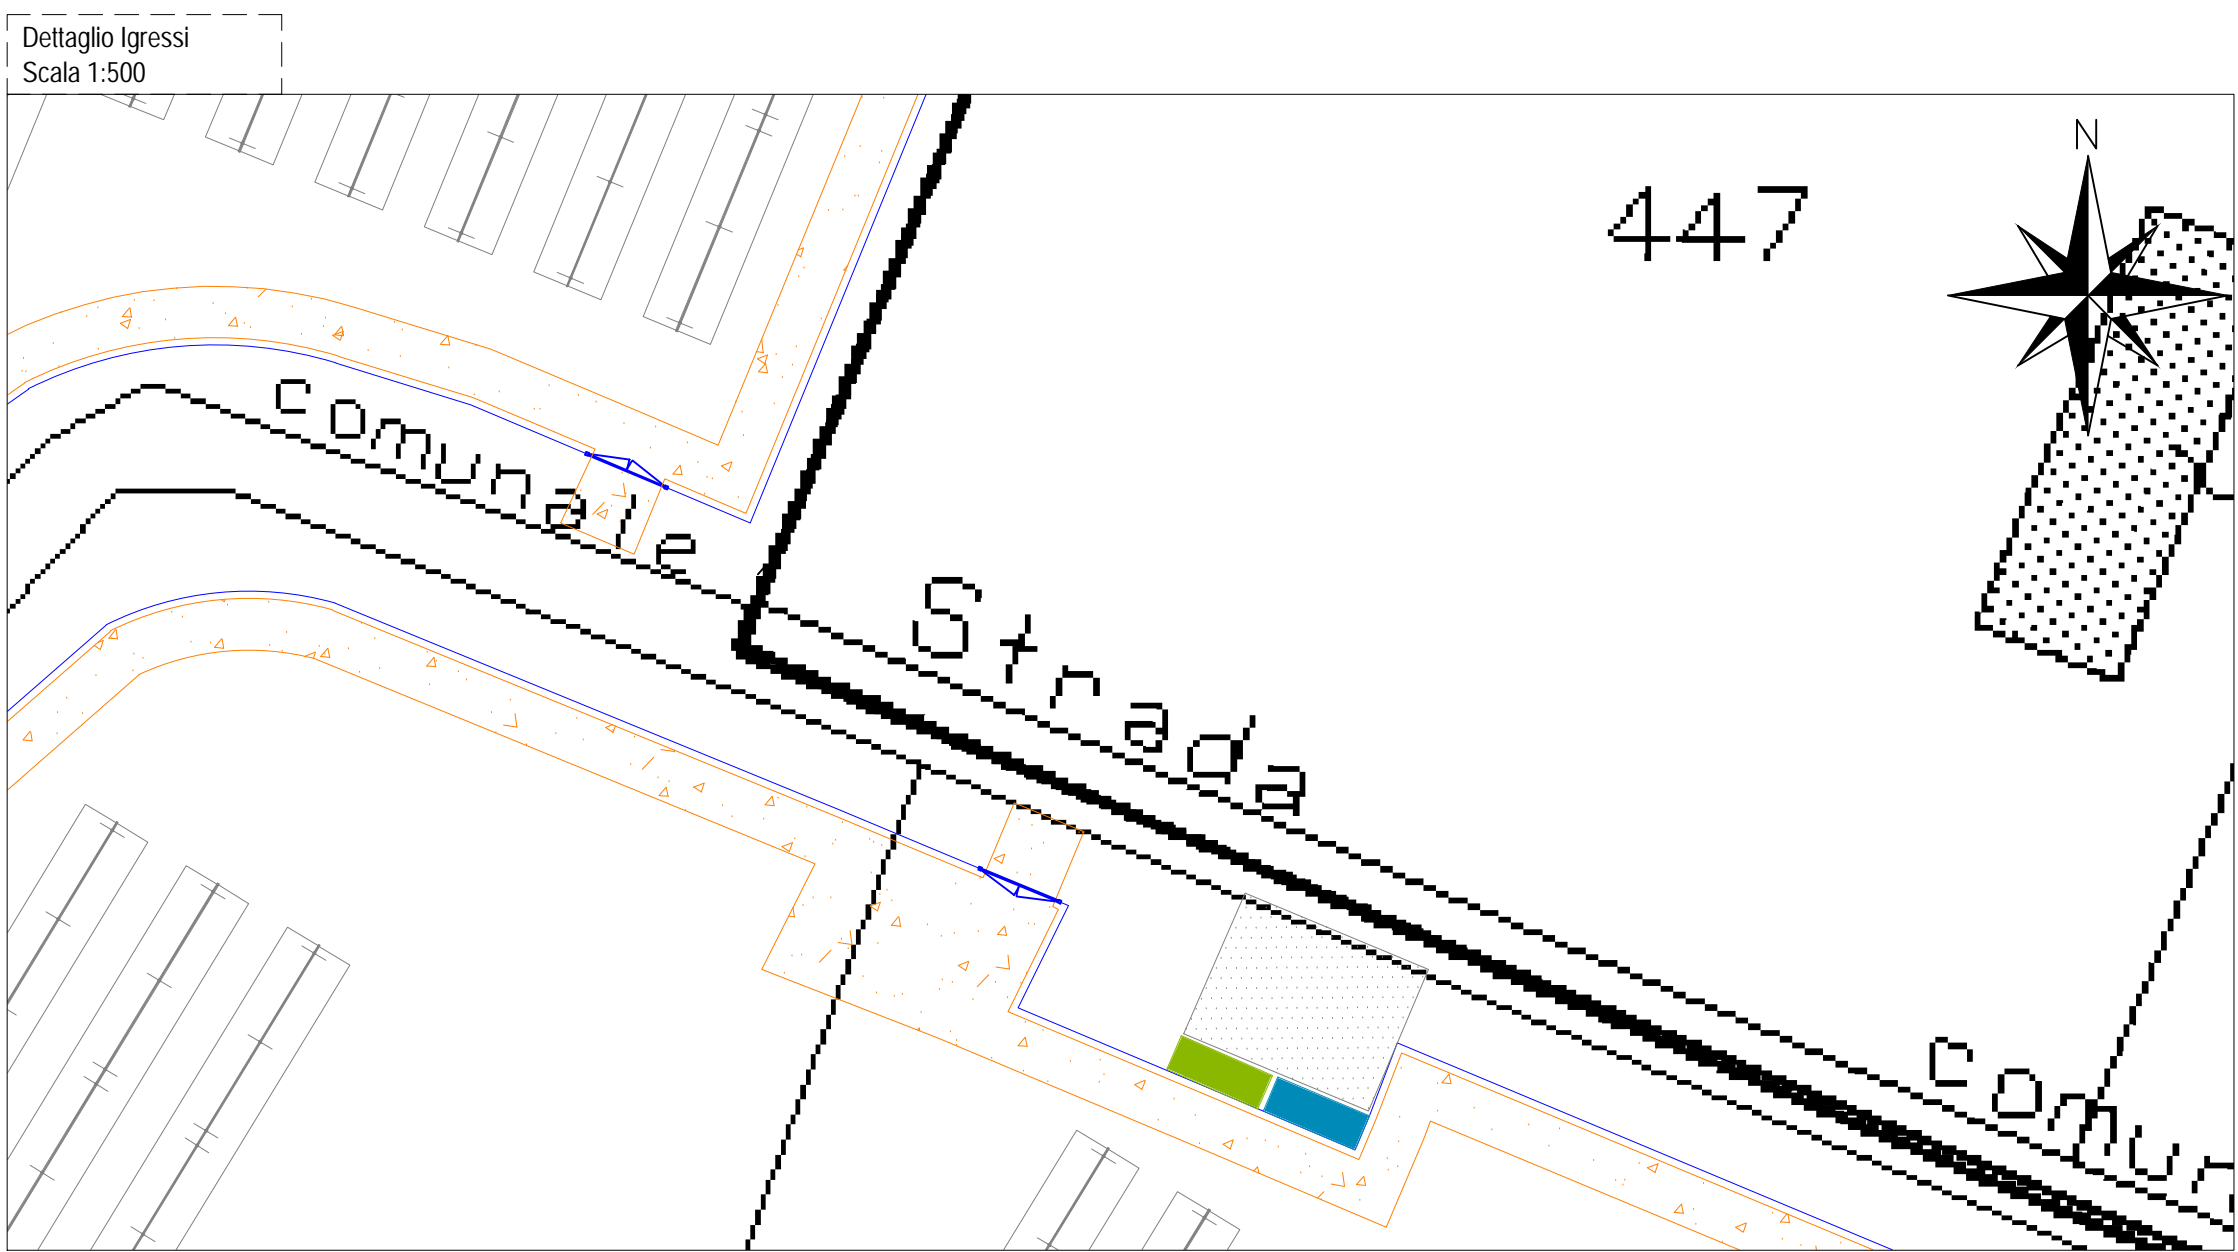 Dettaglio Igressi
Scala 1:500
N
447
comunale
Strada
comun